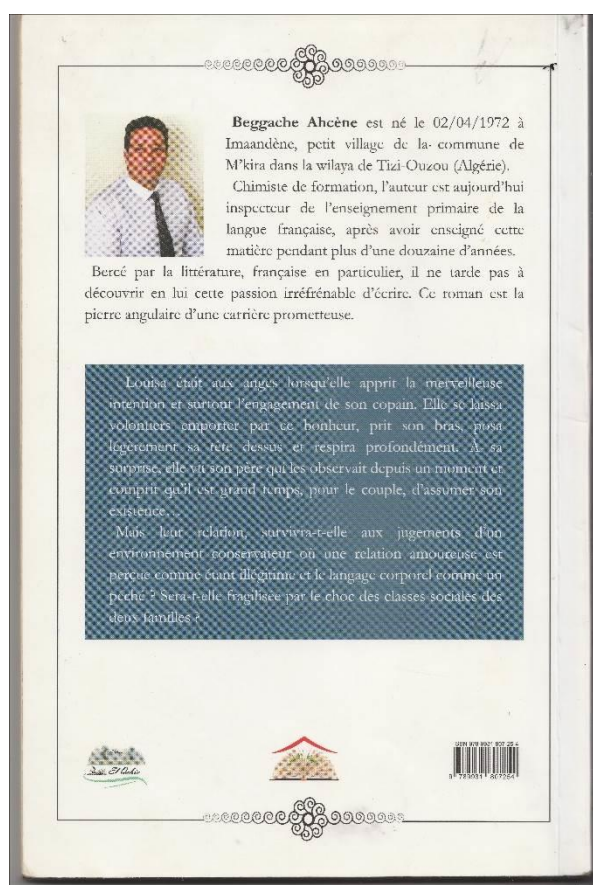 Beggache Ahcène est né le 02/04/1972 à
Imaandène, petit village de la commune de
M'kira dans la wilaya de Tizi-Ouzou (Algérie).
Chimiste de formation, l'auteur est aujourd'hui
inspecteur de l'enseignement primaire de la
langue française, après avoir enseigné cette
matière pendant plus d'une douzaine d'années.
Bercé par la littérature, française en particulier, il ne tarde pas à
découvrir en lui cette passion irréfrénable d'écrire. Ce roman est la
pierre angulaire d'une carrière prometteuse.
Louisa était aux anges lorsqu'elle apprit la merveilleuse
intention et surtout l'engagement de son copain. Elle se laissa
volontiers emporter par ce bonheur, prit son bras, posa
légèrement sa tête dessus et respira profondément. À sa
surprise, elle vit son père qui les observait depuis un moment et
comprit qu'il est grand temps, pour le couple, d'assumer son
existence...
Mais leur relation, survivra-t-elle aux jugements d'un
environnement conservateur où une relation amoureuse est
perçue comme étant illégitime et le langage corporel comme un
péché ? Sera-t-elle fragilisée par le choc des classes sociales des
deux familles ?
ISBN 978 9931 807 26 4
9 789931 807264